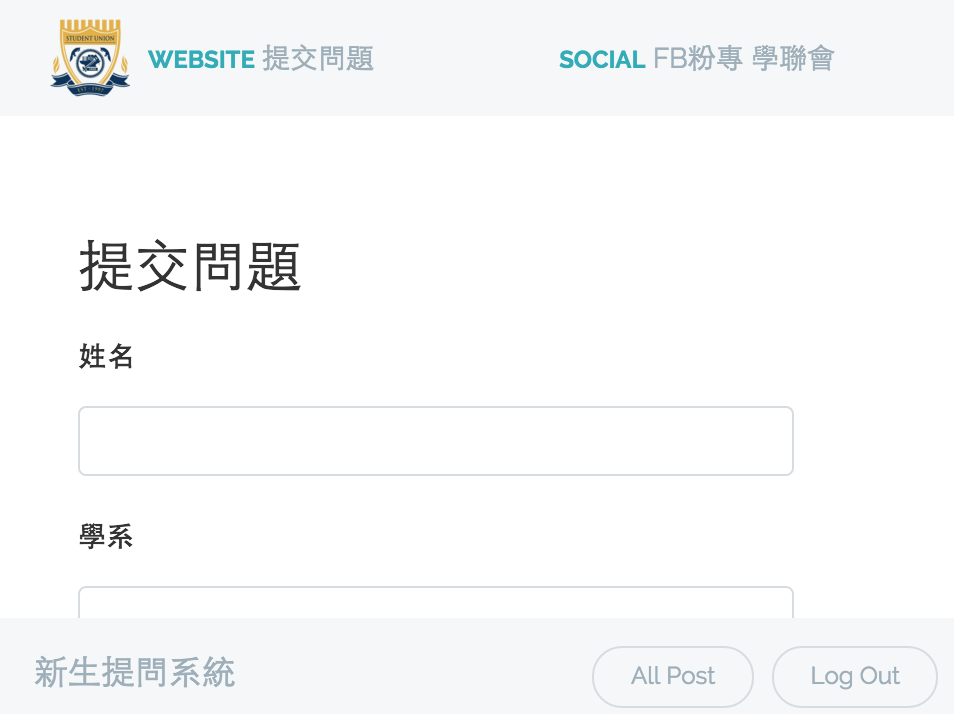 STUDENT UNION
WEBSITE 提交問題
SOCIAL FB粉專 學聯會
提交問題
姓名
學系
新生提問系統
All Post
Log Out